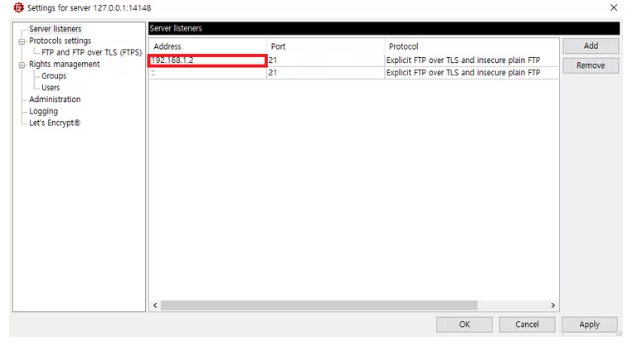 Settings for server 127.0.0.1:14148
Server listeners
Protocols settings
FTP and FTP over TLS (FTPS)
Rights management
Groups
Users
Administration
Logging
Let's Encrypt®
Server listeners
Address Port Protocol
192.168.1.2 21 Explicit FTP over TLS and insecure plain FTP
:: 21 Explicit FTP over TLS and insecure plain FTP
Add
Remove
OK Cancel Apply